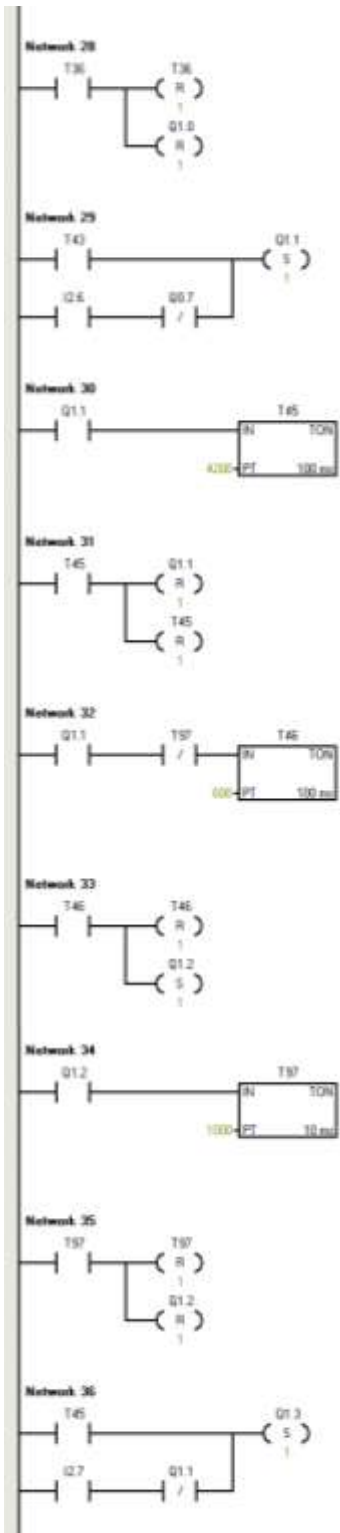 Network 28
T36 T36
R
1
Q1.0
R
1
Network 29
T43 Q1.1
S
1
I2.6 Q0.7
/
Network 30
Q1.1 T45
IN TON
4200 PT 100 ms
Network 31
T45 Q1.1
R
1
T45
R
1
Network 32
Q1.1 T97 T46
/ IN TON
600 PT 100 ms
Network 33
T46 T46
R
1
Q1.2
S
1
Network 34
Q1.2 T97
IN TON
1000 PT 10 ms
Network 35
T97 T97
R
1
Q1.2
R
1
Network 36
T45 Q1.3
S
1
I2.7 Q1.1
/